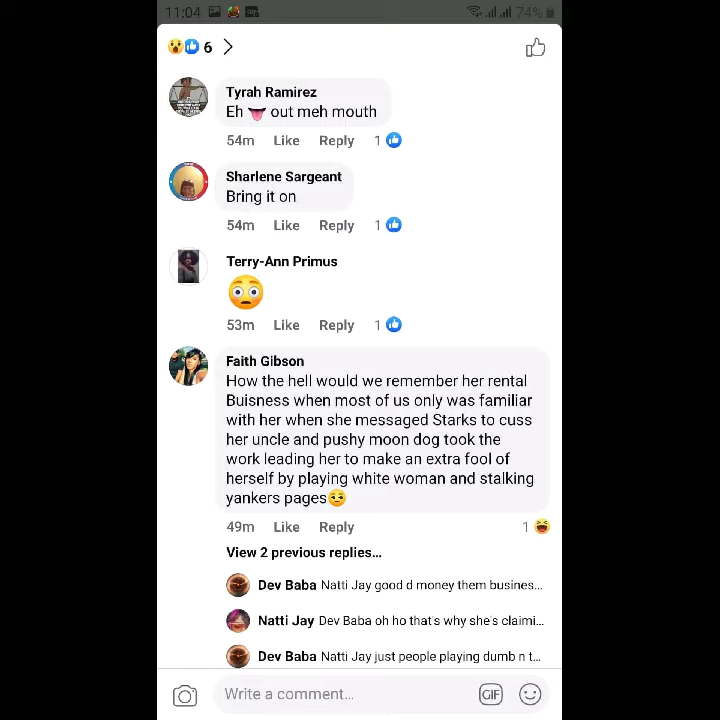 11:04 74%
6
Tyrah Ramirez
Eh 👅 out meh mouth
54m Like Reply 1
Sharlene Sargeant
Bring it on
54m Like Reply 1
Terry-Ann Primus
😳
53m Like Reply 1
Faith Gibson
How the hell would we remember her rental
Buisness when most of us only was familiar
with her when she messaged Starks to cuss
her uncle and pushy moon dog took the
work leading her to make an extra fool of
herself by playing white woman and stalking
yankers pages😒
49m Like Reply 1
View 2 previous replies...
Dev Baba Natti Jay good d money them busines...
Natti Jay Dev Baba oh ho that's why she's claimi...
Dev Baba Natti Jay just people playing dumb n t...
Write a comment... GIF